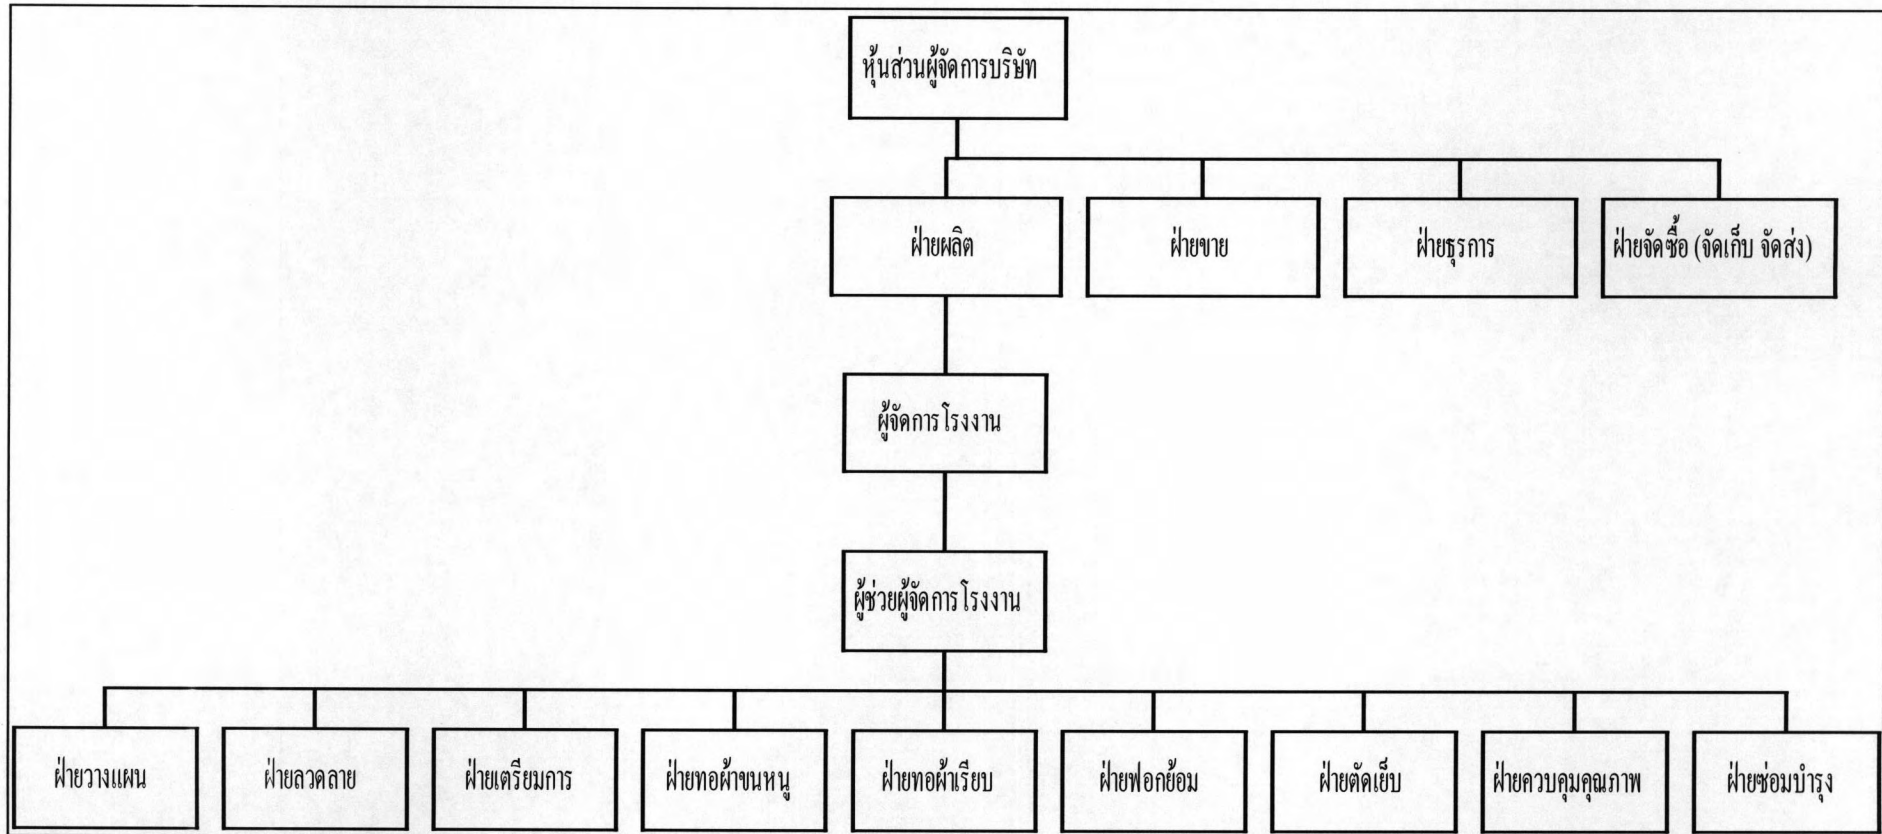 หุ้นส่วนผู้จัดการบริษัท
ฝ่ายผลิต
ฝ่ายขาย
ฝ่ายธุรการ
ฝ่ายจัดซื้อ (จัดเก็บ จัดส่ง)
ผู้จัดการโรงงาน
ผู้ช่วยผู้จัดการโรงงาน
ฝ่ายวางแผน
ฝ่ายลวดลาย
ฝ่ายเตรียมการ
ฝ่ายทอผ้าขนหนู
ฝ่ายทอผ้าเรียบ
ฝ่ายฟอกย้อม
ฝ่ายตัดเย็บ
ฝ่ายควบคุมคุณภาพ
ฝ่ายซ่อมบำรุง